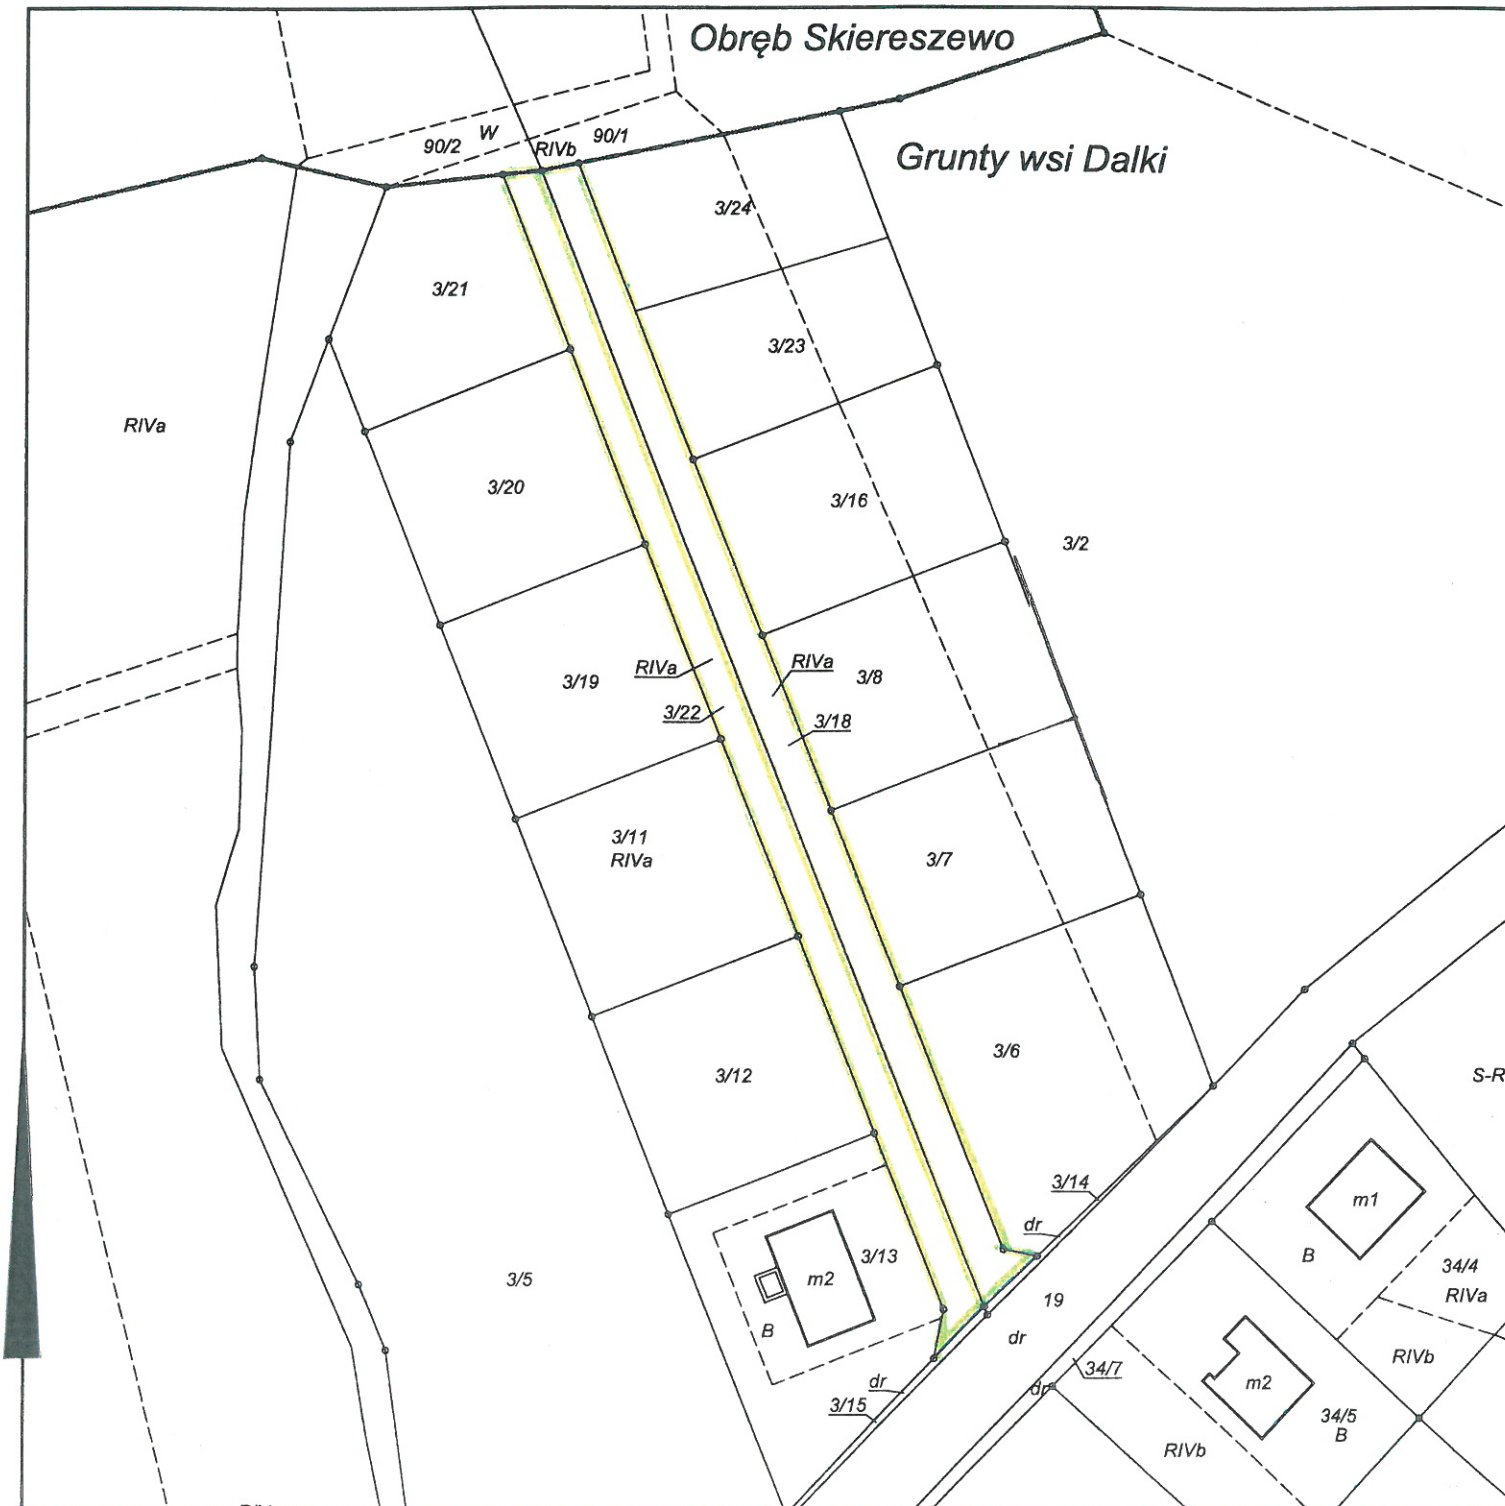 Obręb Skiereszewo
W
90/1
90/2
RIVb
Grunty wsi Dalki
3/24
3/21
3/23
RIVa
3/20
3/16
3/2
RIVa
RIVa
3/8
3/19
3/22
3/18
3/11
RIVa
3/7
3/6
3/12
S-R
3/14
m1
dr
3/13
B
34/4
3/5
m2
19
RIVa
B
dr
RIVb
34/7
dr
m2
dr
3/15
34/5
B
RIVb